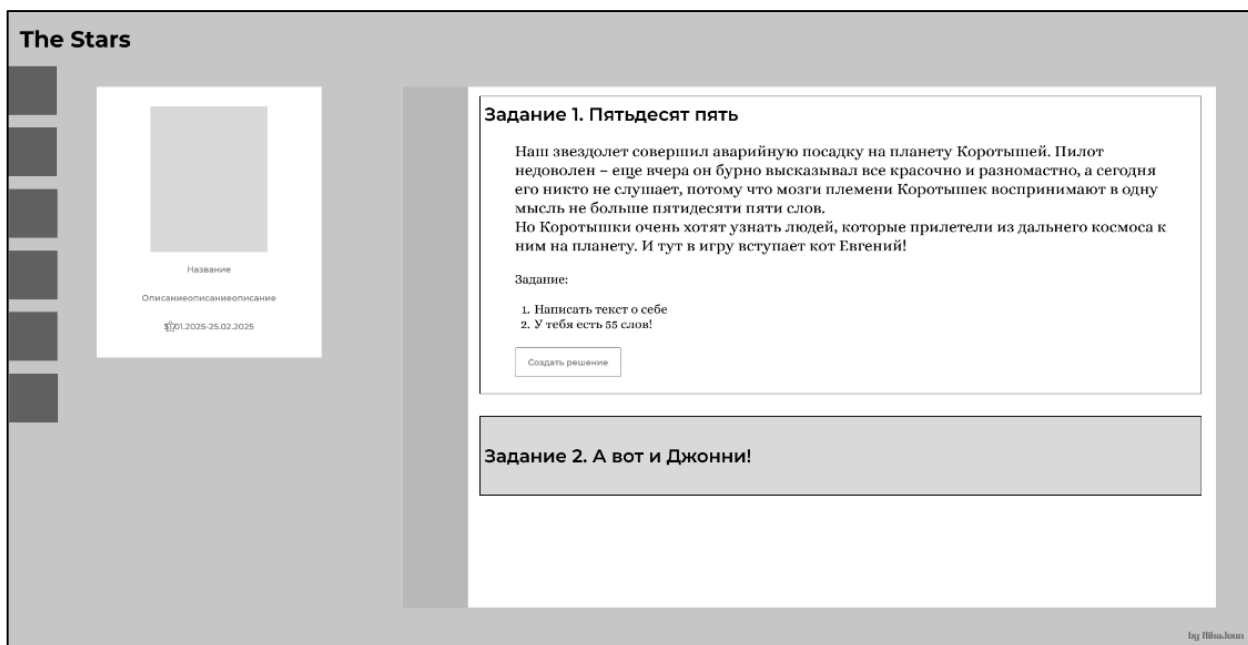 The Stars
Название
Описаниеописаниеописание
01.2025-25.02.2025
Задание 1. Пятьдесят пять
Наш звездолет совершил аварийную посадку на планету Коротышей. Пилот
недоволен – еще вчера он бурно высказывал все красочно и разномастно, а сегодня
его никто не слушает, потому что мозги племени Коротышек воспринимают в одну
мысль не больше пятидесяти пяти слов.
Но Коротышки очень хотят узнать людей, которые прилетели из дальнего космоса к
ним на планету. И тут в игру вступает кот Евгений!
Задание:
1. Написать текст о себе
2. У тебя есть 55 слов!
Создать решение
Задание 2. А вот и Джонни!
by